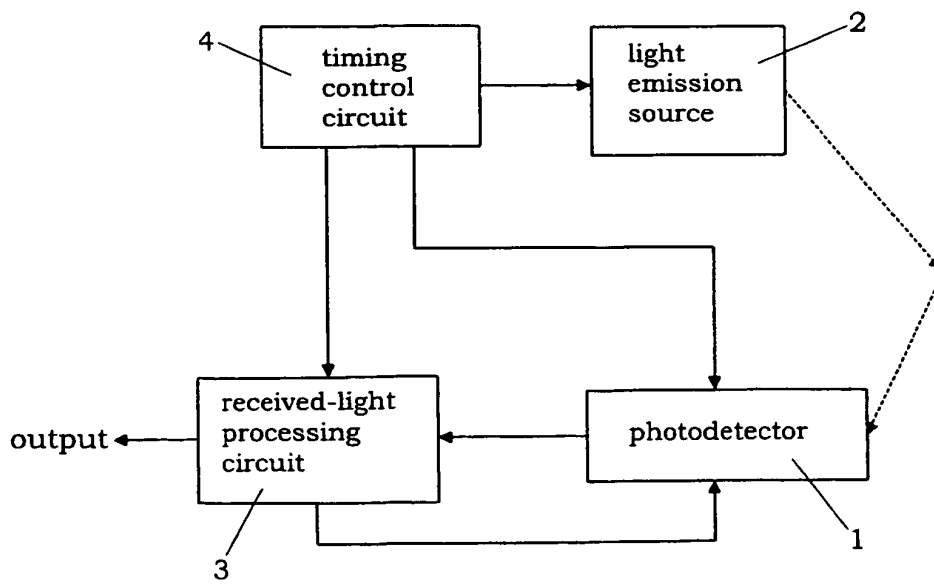 4
timing
control
circuit
2
light
emission
source
received-light
processing
circuit
output
photodetector
3
1